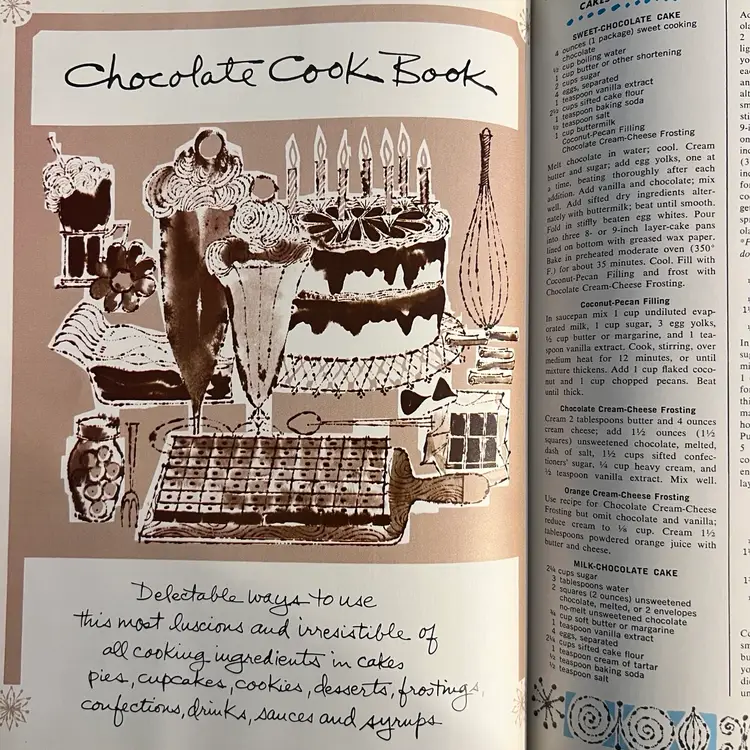 Chocolate Cook Book
Delectable ways to use
this most luscious and irresistible of
all cooking ingredients in cakes
pies, cupcakes, cookies, desserts, frostings,
confections, drinks, sauces and syrups
CAKES
SWEET-CHOCOLATE CAKE
4 ounces (1 package) sweet cooking
chocolate
½ cup boiling water
1 cup butter or other shortening
2 cups sugar
4 eggs, separated
1 teaspoon vanilla extract
cups sifted cake flour
1 teaspoon baking soda
½ teaspoon salt
1 cup buttermilk
Coconut-Pecan Filling
Chocolate Cream-Cheese Frosting
Melt chocolate in water; cool. Cream
butter and sugar; add egg yolks, one at
a time, beating thoroughly after each
addition. Add vanilla and chocolate; mix
well. Add sifted dry ingredients alter-
nately with buttermilk; beat until smooth.
Fold in stiffly beaten egg whites. Pour
into three 8- or 9-inch layer-cake pans
lined on bottom with greased wax paper.
Bake in preheated moderate oven (350°
F.) for about 35 minutes. Cool. Fill with
Coconut-Pecan Filling and frost with
Chocolate Cream-Cheese Frosting.
Coconut-Pecan Filling
In saucepan mix 1 cup undiluted evap-
orated milk, 1 cup sugar, 3 egg yolks,
½ cup butter or margarine, and 1 tea-
spoon vanilla extract. Cook, stirring, over
medium heat for 12 minutes, or until
mixture thickens. Add 1 cup flaked coco-
nut and 1 cup chopped pecans. Beat
until thick.
Chocolate Cream-Cheese Frosting
Cream 2 tablespoons butter and 4 ounces
cream cheese; add 1½ ounces (1½
squares) unsweetened chocolate, melted,
dash of salt, 1½ cups sifted confec-
tioners' sugar, ¼ cup heavy cream, and
½ teaspoon vanilla extract. Mix well.
Orange Cream-Cheese Frosting
Use recipe for Chocolate Cream-Cheese
Frosting but omit chocolate and vanilla;
reduce cream to ⅛ cup. Cream 1½
tablespoons powdered orange juice with
butter and cheese.
MILK-CHOCOLATE CAKE
2¼ cups sugar
3 tablespoons water
2 squares (2 ounces) unsweetened
chocolate, melted, or 2 envelopes
no-melt unsweetened chocolate
¾ cup soft butter or margarine
1 teaspoon vanilla extract
4 eggs, separated
2¼ cups sifted cake flour
1 teaspoon cream of tartar
½ teaspoon baking soda
½ teaspoon salt